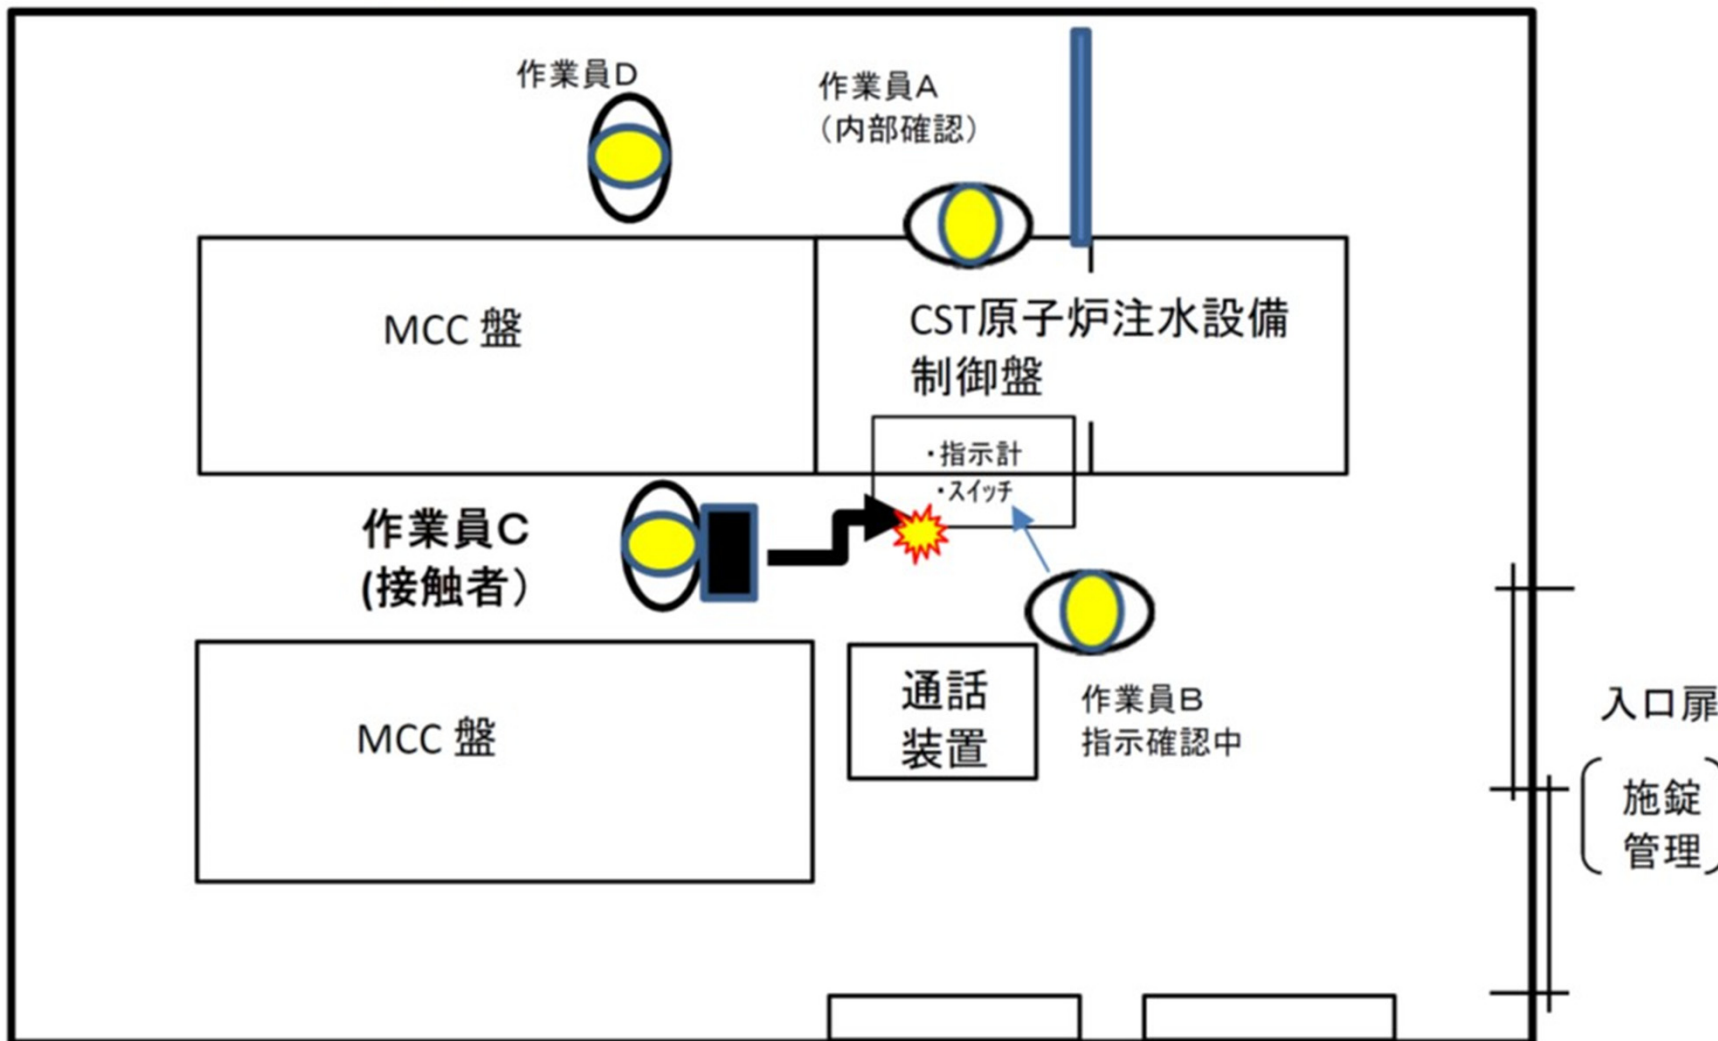 作業員D
作業員A
（内部確認）
MCC 盤
CST原子炉注水設備
制御盤
・指示計
・スイッチ
作業員C
(接触者）
MCC 盤
通話
装置
作業員B
指示確認中
入口扉
施錠
管理